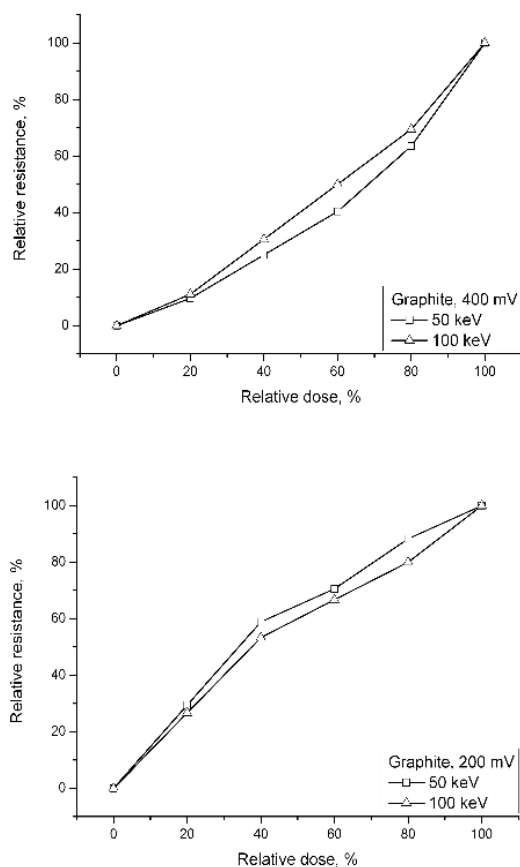 100
80
60
40
20
0
Relative resistance, %
Graphite, 400 mV
50 keV
100 keV
0 20 40 60 80 100
Relative dose, %
100
80
60
40
20
0
Relative resistance, %
Graphite, 200 mV
50 keV
100 keV
0 20 40 60 80 100
Relative dose, %